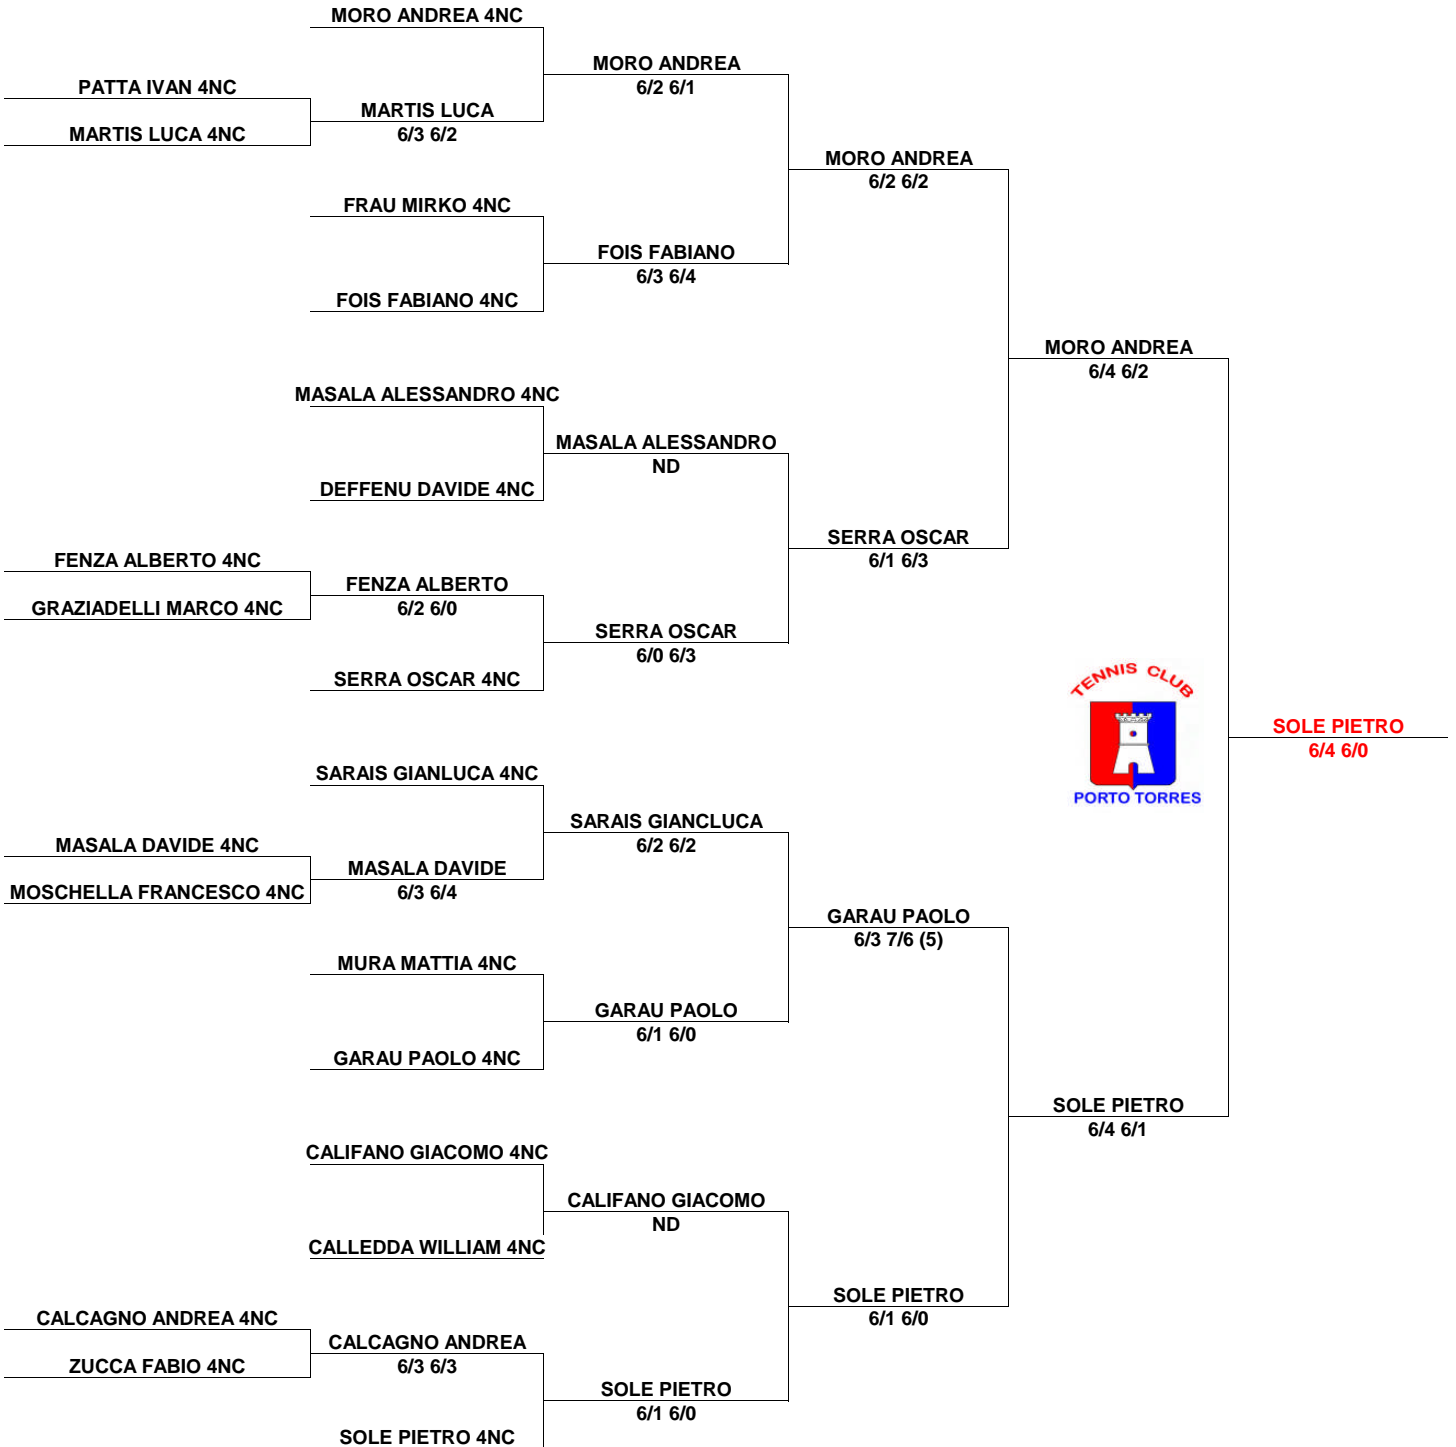 MORO ANDREA 4NC
MORO ANDREA
6/2 6/1
PATTA IVAN 4NC
MARTIS LUCA
6/3 6/2
MARTIS LUCA 4NC
MORO ANDREA
6/2 6/2
FRAU MIRKO 4NC
FOIS FABIANO
6/3 6/4
FOIS FABIANO 4NC
MORO ANDREA
6/4 6/2
MASALA ALESSANDRO 4NC
MASALA ALESSANDRO
ND
DEFFENU DAVIDE 4NC
SERRA OSCAR
6/1 6/3
FENZA ALBERTO 4NC
FENZA ALBERTO
6/2 6/0
GRAZIADELLI MARCO 4NC
SERRA OSCAR
6/0 6/3
SERRA OSCAR 4NC
TENNIS CLUB
PORTO TORRES
SOLE PIETRO
6/4 6/0
SARAIS GIANLUCA 4NC
SARAIS GIANCLUCA
6/2 6/2
MASALA DAVIDE 4NC
MASALA DAVIDE
6/3 6/4
MOSCHELLA FRANCESCO 4NC
GARAU PAOLO
6/3 7/6 (5)
MURA MATTIA 4NC
GARAU PAOLO
6/1 6/0
GARAU PAOLO 4NC
SOLE PIETRO
6/4 6/1
CALIFANO GIACOMO 4NC
CALIFANO GIACOMO
ND
CALLEDDA WILLIAM 4NC
SOLE PIETRO
6/1 6/0
CALCAGNO ANDREA 4NC
CALCAGNO ANDREA
6/3 6/3
ZUCCA FABIO 4NC
SOLE PIETRO
6/1 6/0
SOLE PIETRO 4NC